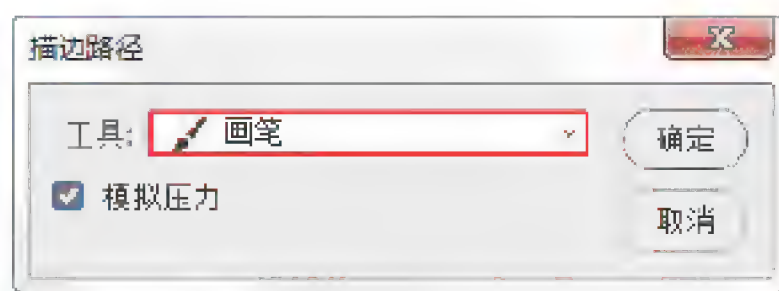 描边路径
工具: 画笔
确定
模拟压力
取消